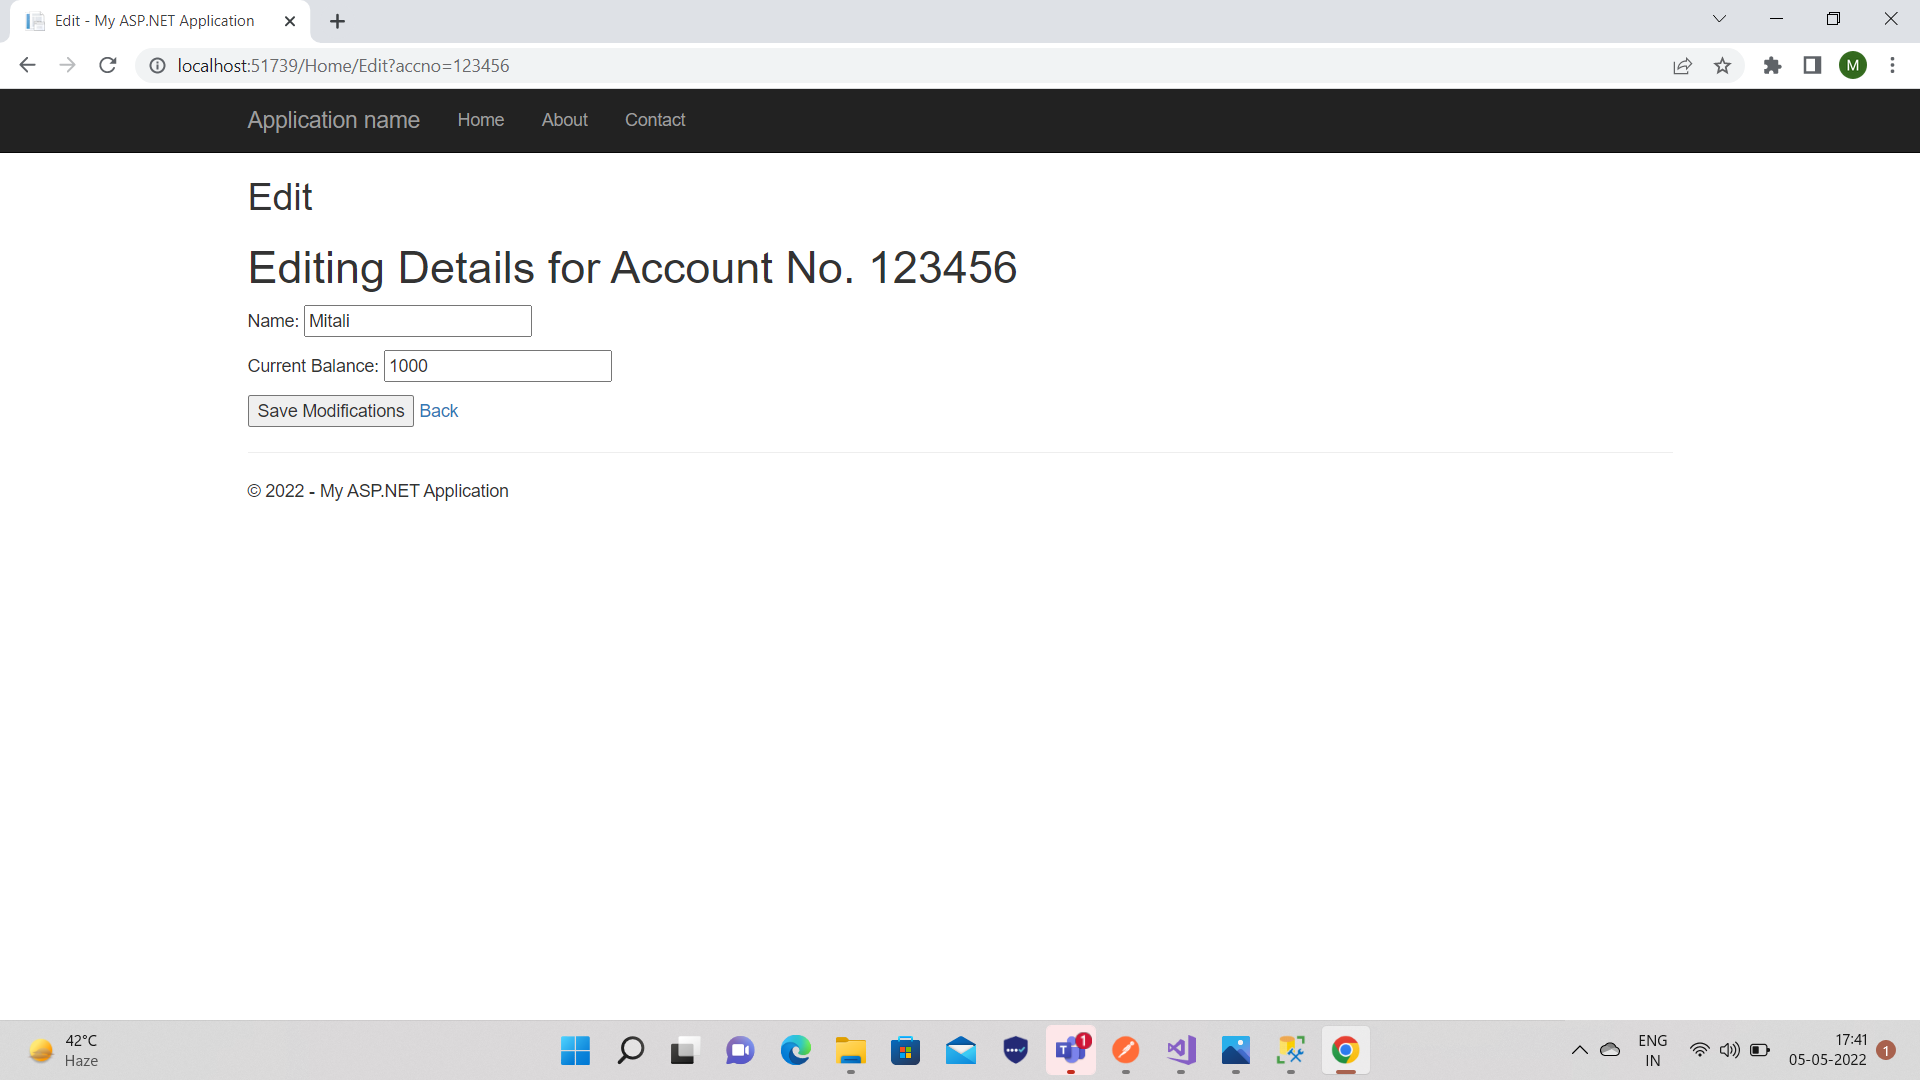 Edit - My ASP.NET Application
localhost:51739/Home/Edit?accno=123456
M
Application name Home About Contact
Edit
Editing Details for Account No. 123456
Name: Mitali
Current Balance: 1000
Save Modifications Back
© 2022 - My ASP.NET Application
42°C
Haze
1
ENG
IN
17:41
05-05-2022
1